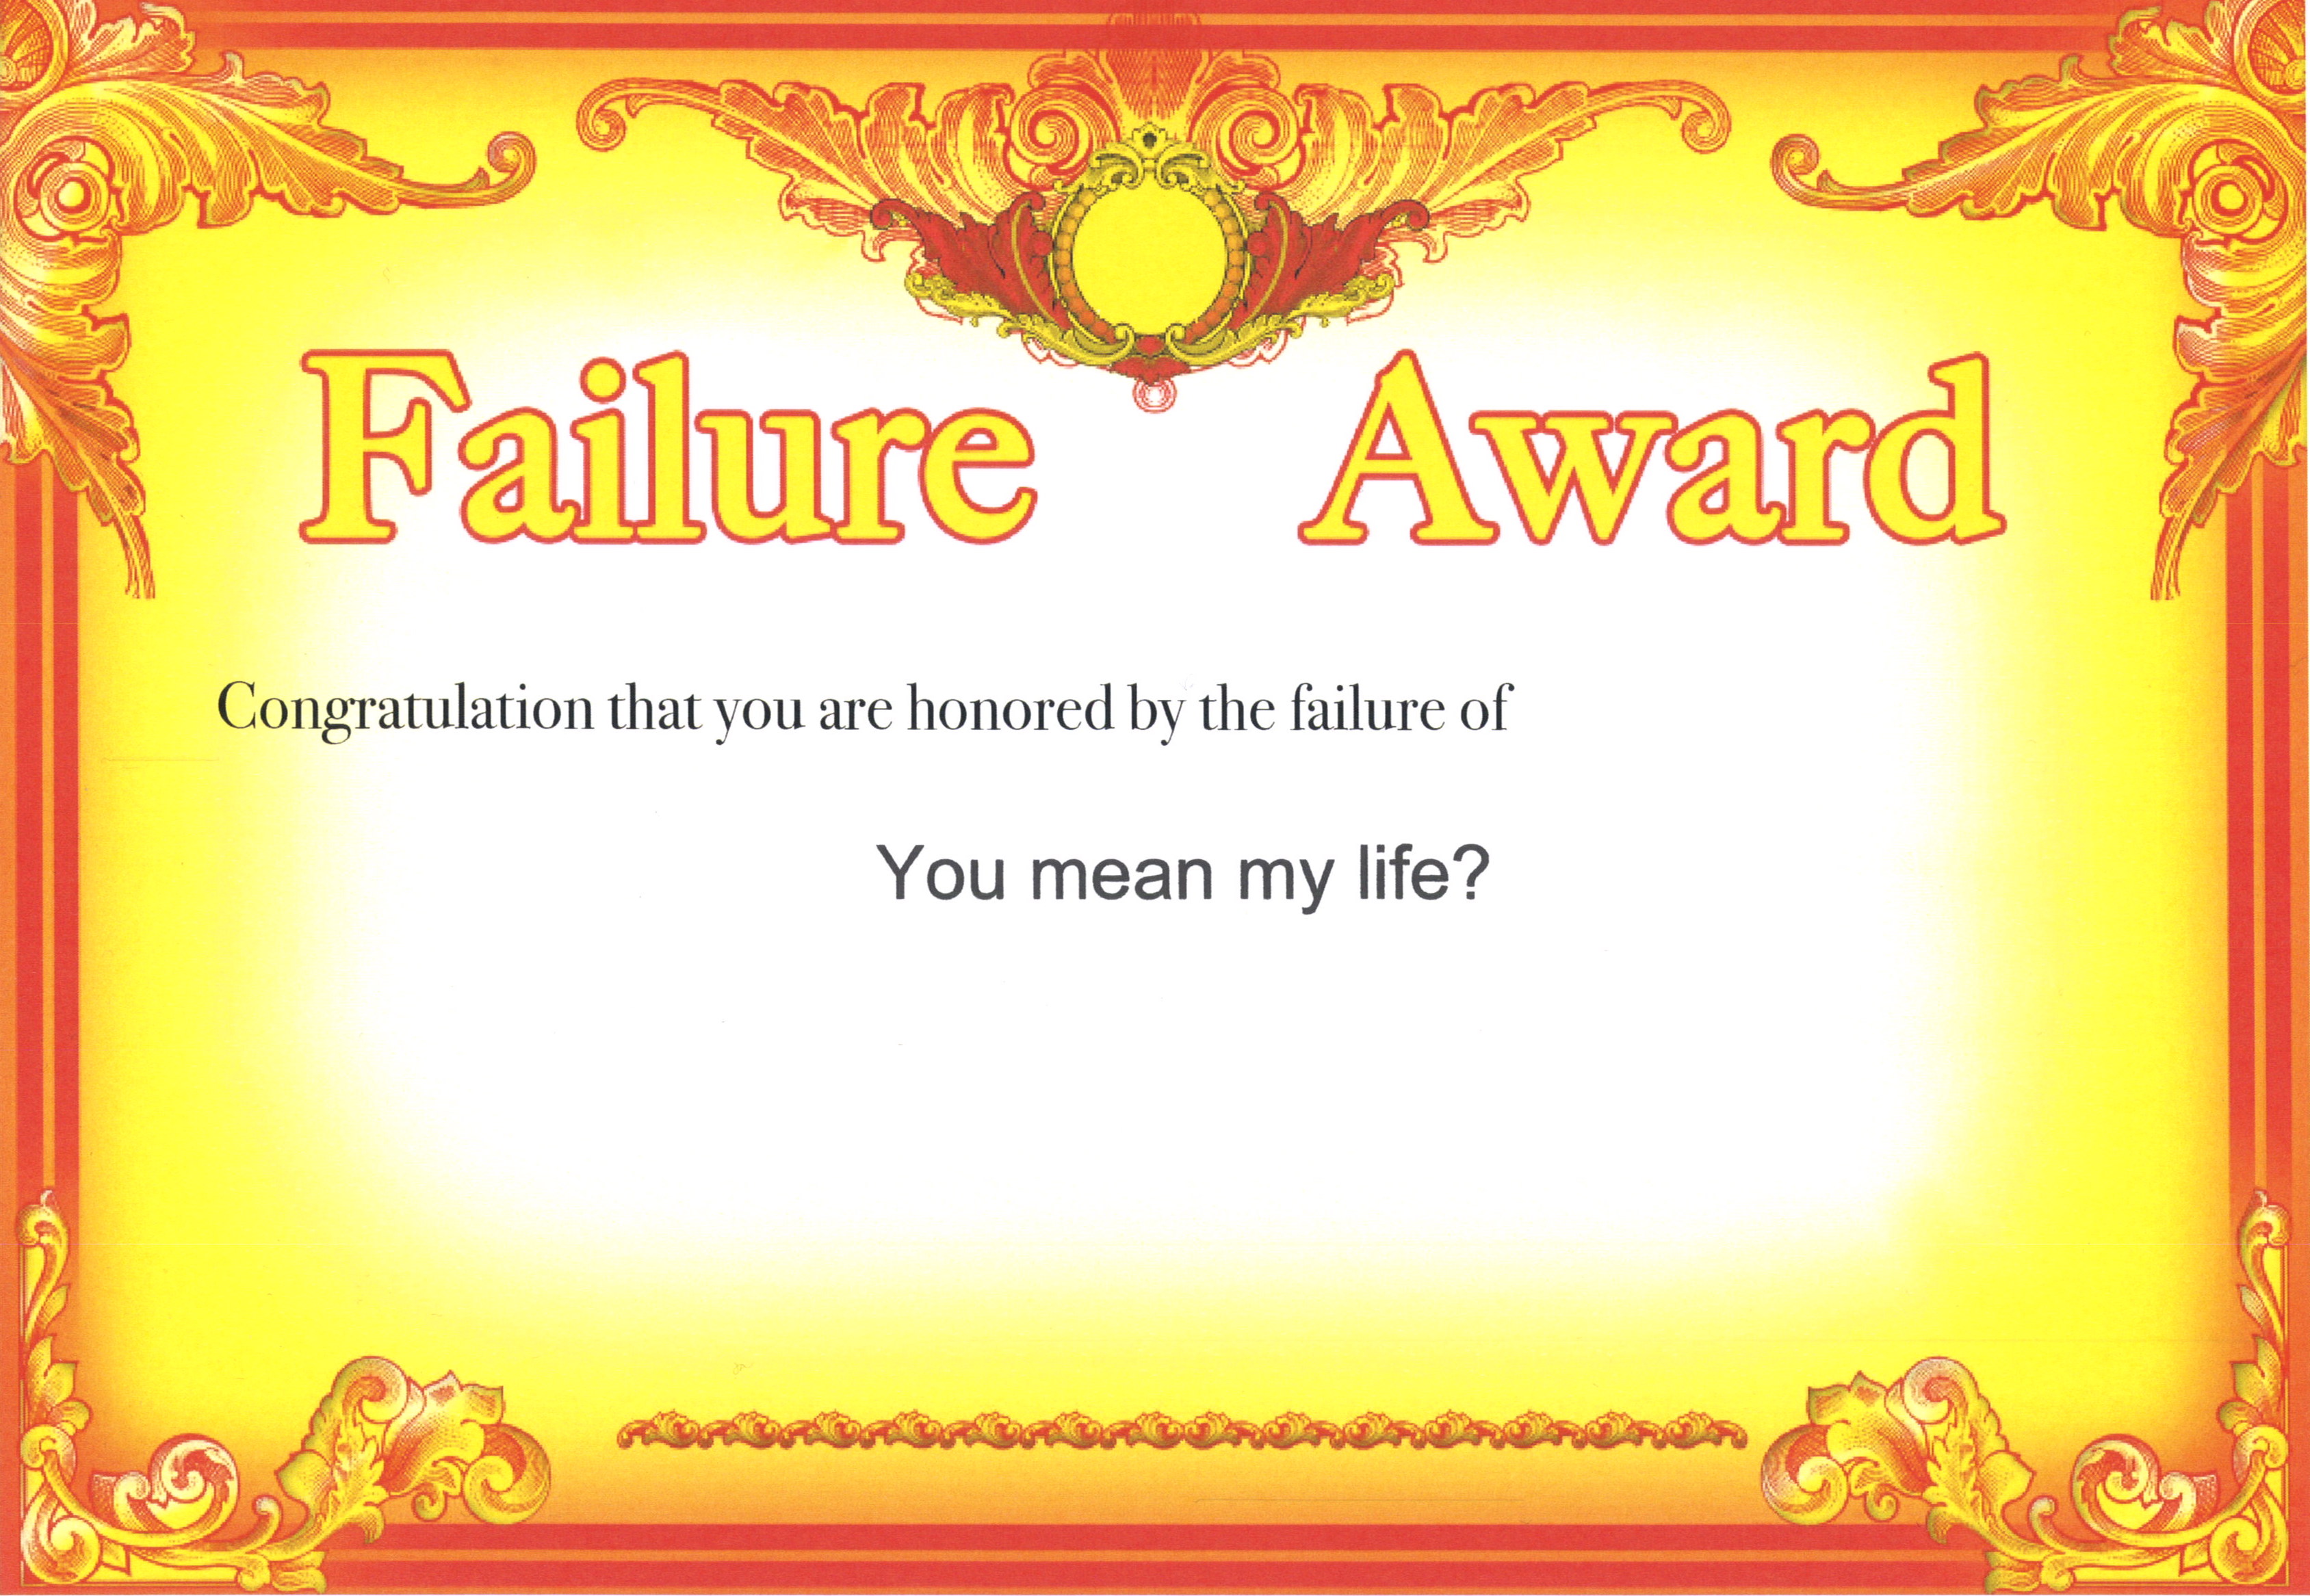 Failure Award
Congratulation that you are honored by the failure of
You mean my life?